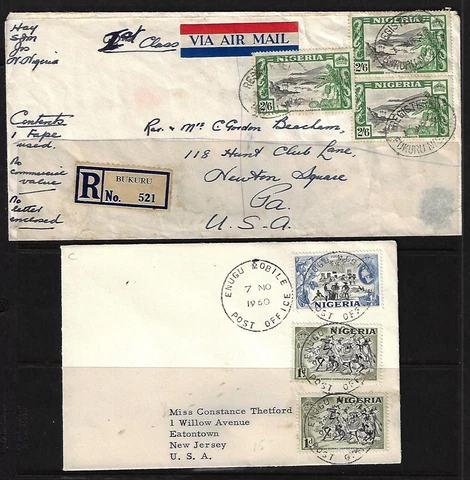 Hay
SIM
Jos
N. Nigeria
2nd Class
VIA AIR MAIL
NIGERIA
2/6
NIGERIA
2/6
NIGERIA
2/6
Contents
1 Tape
used,
No
commercial
value
no
letter
enclosed
Rev. & Mrs C Gordon Beacham,
118 Hunt Club Lane,
Newton Square
Pa.
U.S.A.
R
BUKURU
No. 521
ENUGU MOBILE
7 NO
1960
POST OFFICE
NIGERIA
NIGERIA
1d
NIGERIA
1d
Miss Constance Thetford
1 Willow Avenue
Eatontown
New Jersey
U. S. A.
15